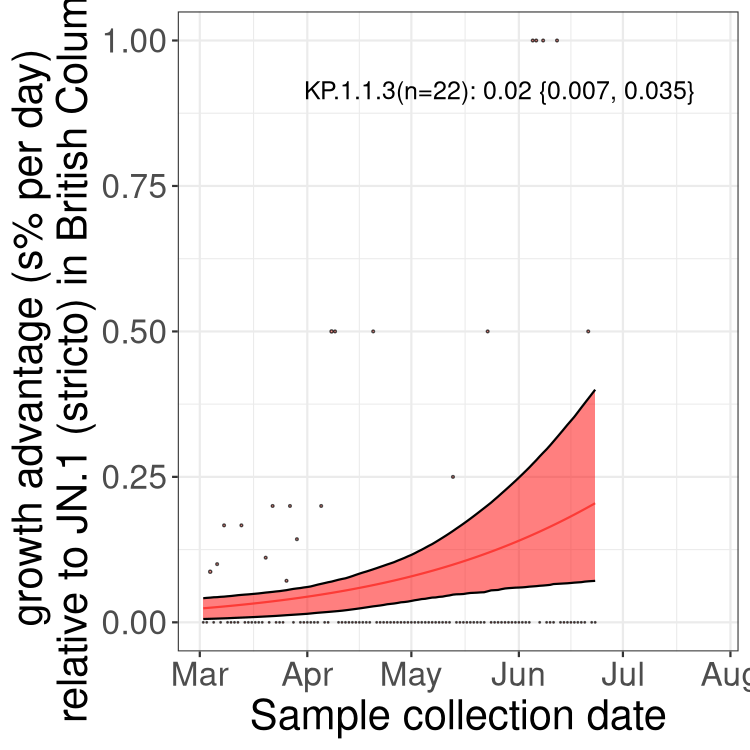 growth advantage (s% per day)
relative to JN.1 (stricto) in British Colum
1.00
0.75
0.50
0.25
0.00
KP.1.1.3(n=22): 0.02 {0.007, 0.035}
Mar Apr May Jun Jul Aug
Sample collection date